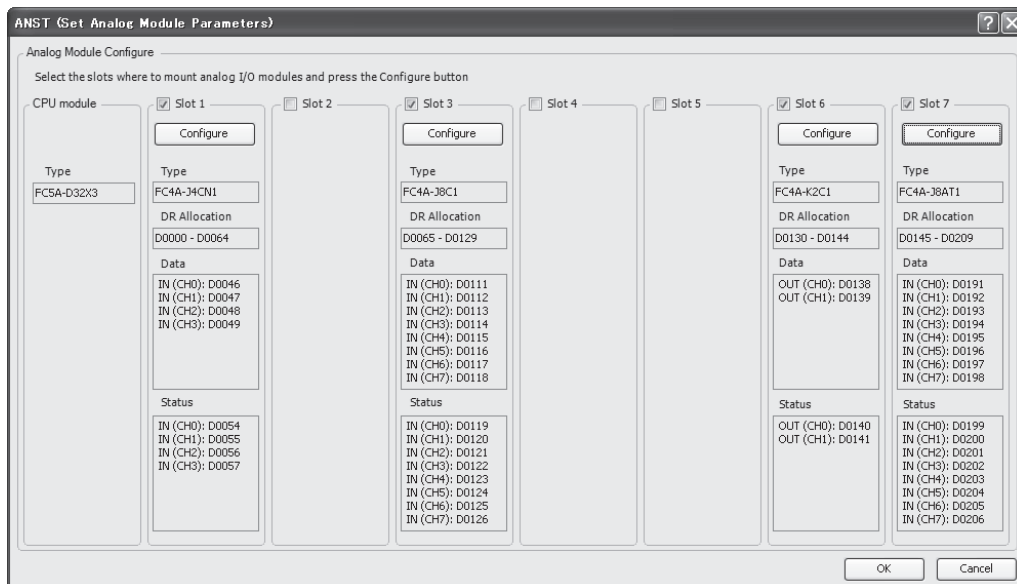 ANST (Set Analog Module Parameters)
Analog Module Configure
Select the slots where to mount analog I/O modules and press the Configure button
CPU module
Type
FC5A-D32X3
Slot 1
Configure
Type
FC4A-J4CN1
DR Allocation
D0000 - D0064
Data
IN (CH0): D0046
IN (CH1): D0047
IN (CH2): D0048
IN (CH3): D0049
Status
IN (CH0): D0054
IN (CH1): D0055
IN (CH2): D0056
IN (CH3): D0057
Slot 2
Slot 3
Configure
Type
FC4A-J8C1
DR Allocation
D0065 - D0129
Data
IN (CH0): D0111
IN (CH1): D0112
IN (CH2): D0113
IN (CH3): D0114
IN (CH4): D0115
IN (CH5): D0116
IN (CH6): D0117
IN (CH7): D0118
Status
IN (CH0): D0119
IN (CH1): D0120
IN (CH2): D0121
IN (CH3): D0122
IN (CH4): D0123
IN (CH5): D0124
IN (CH6): D0125
IN (CH7): D0126
Slot 4
Slot 5
Slot 6
Configure
Type
FC4A-K2C1
DR Allocation
D0130 - D0144
Data
OUT (CH0): D0138
OUT (CH1): D0139
Status
OUT (CH0): D0140
OUT (CH1): D0141
Slot 7
Configure
Type
FC4A-J8AT1
DR Allocation
D0145 - D0209
Data
IN (CH0): D0191
IN (CH1): D0192
IN (CH2): D0193
IN (CH3): D0194
IN (CH4): D0195
IN (CH5): D0196
IN (CH6): D0197
IN (CH7): D0198
Status
IN (CH0): D0199
IN (CH1): D0200
IN (CH2): D0201
IN (CH3): D0202
IN (CH4): D0203
IN (CH5): D0204
IN (CH6): D0205
IN (CH7): D0206
OK
Cancel